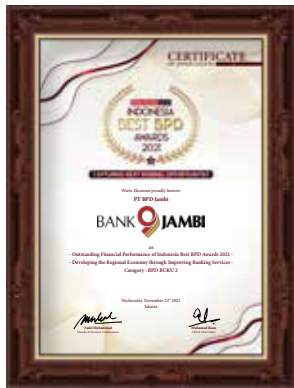 CERTIFICATE
INDONESIA
BEST BPD
AWARDS
2021
Warta Ekonomi proudly honors
PT BPD Jambi
BANK 9 JAMBI
as
- Outstanding Financial Performance of Indonesia Best BPD Awards 2021 -
- Developing the Regional Economy through Improving Banking Services -
Category : BPD BUKU 2
Wednesday, November 24th 2021
Jakarta